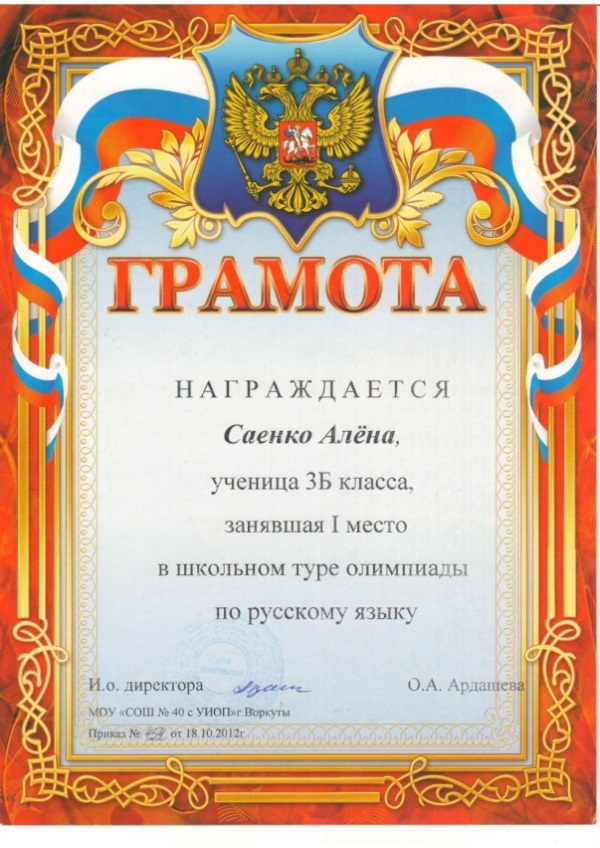 ГРАМОТА
НАГРАЖДАЕТСЯ
Саенко Алёна,
ученица 3Б класса,
занявшая I место
в школьном туре олимпиады
по русскому языку
И.о. директора О.А. Ардашева
МОУ «СОШ № 40 с УИОП»г.Воркуты
Приказ № от 18.10.2012г.